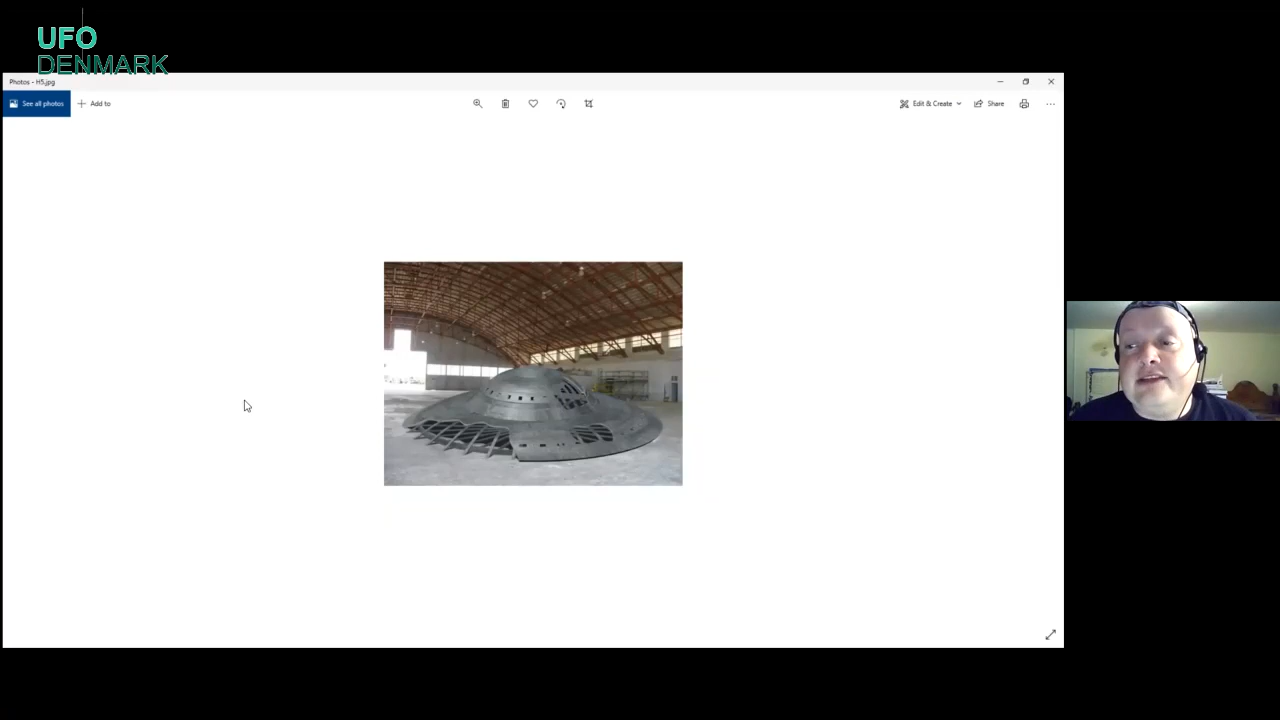 UFO
DENMARK
Photos - H5.jpg
See all photos
Add to
Edit & Create
Share